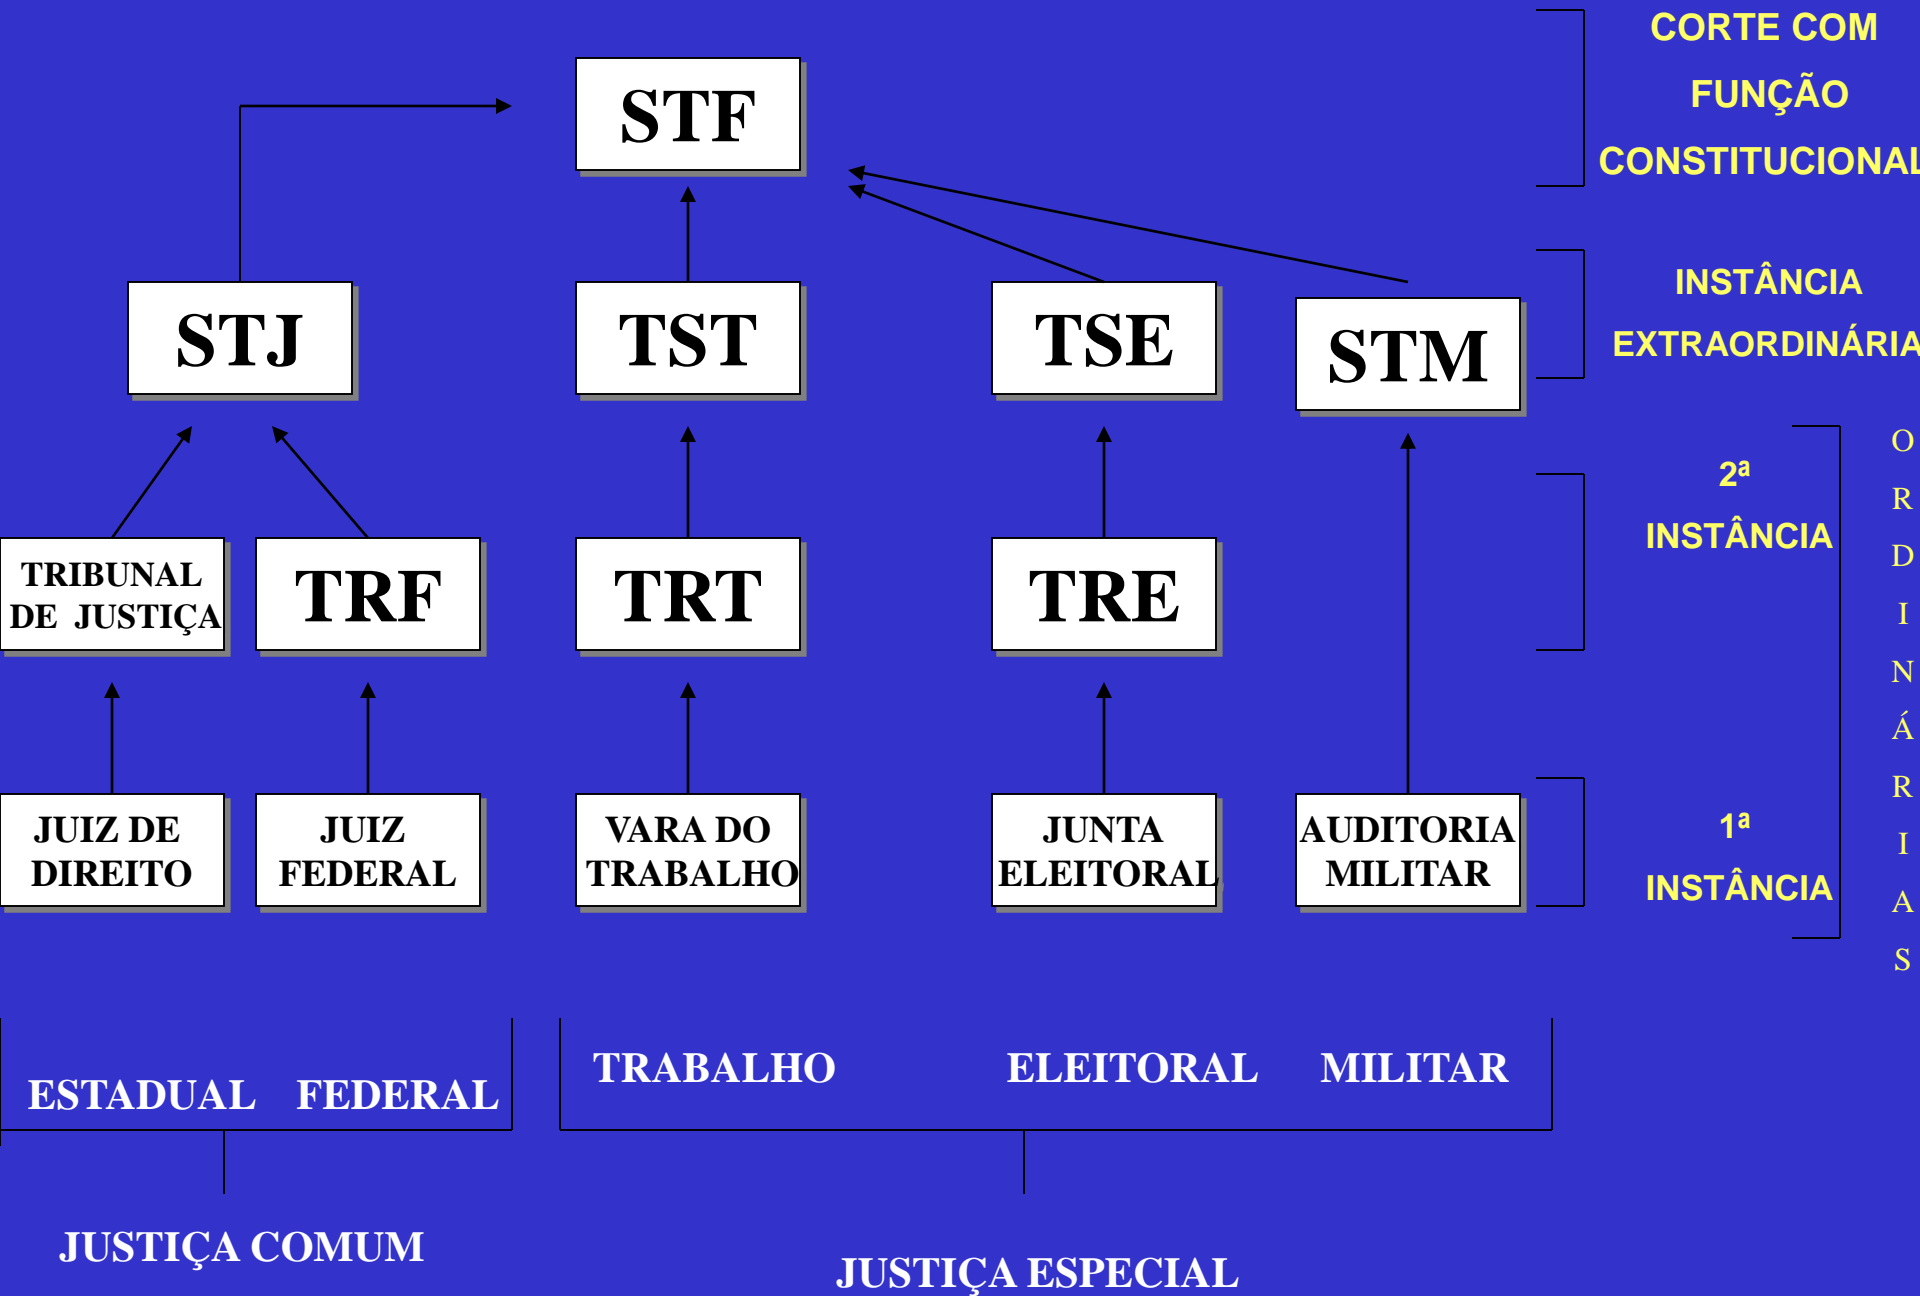 CORTE COM
FUNÇÃO
CONSTITUCIONAL
STF
INSTÂNCIA
EXTRAORDINÁRIA
STJ
TST
TSE
STM
2ª
INSTÂNCIA
TRIBUNAL
DE JUSTIÇA
TRF
TRT
TRE
1ª
INSTÂNCIA
JUIZ DE
DIREITO
JUIZ
FEDERAL
VARA DO
TRABALHO
JUNTA
ELEITORAL
AUDITORIA
MILITAR
O
R
D
I
N
Á
R
I
A
S
ESTADUAL FEDERAL
TRABALHO ELEITORAL MILITAR
JUSTIÇA COMUM
JUSTIÇA ESPECIAL